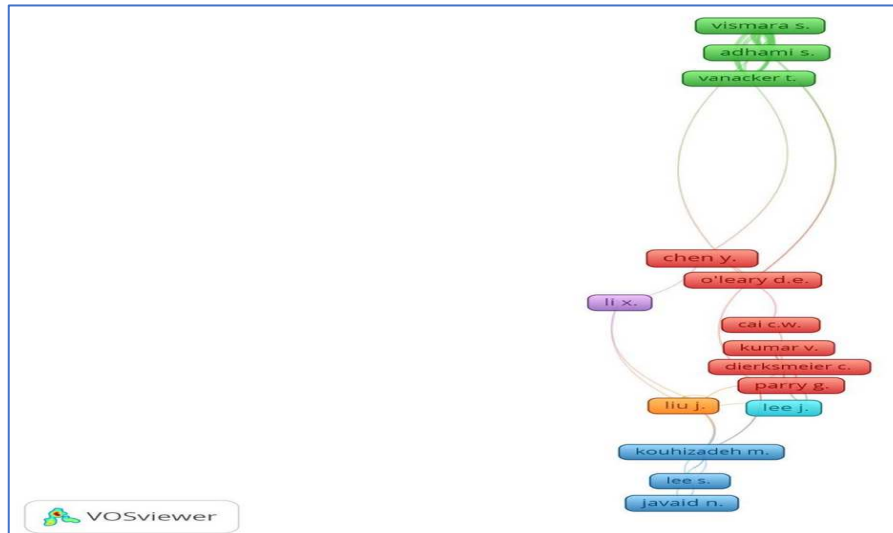 vismara s.
adhami s.
vanacker t.
chen y.
o'leary d.e.
li x.
cai c.w.
kumar v.
dierksmeier c.
parry g.
liu j.
lee j.
kouhizadeh m.
lee s.
javaid n.
VOSviewer